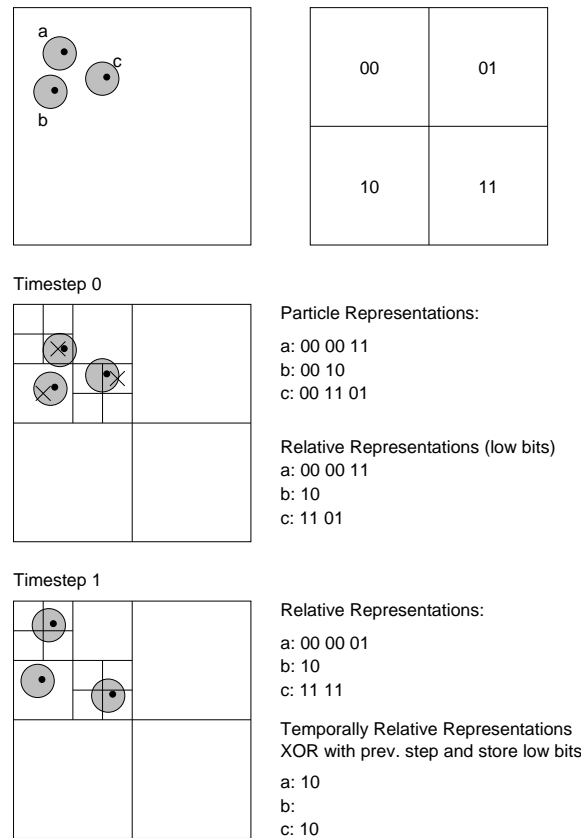 a
c
b
00 01
10 11
Timestep 0
Particle Representations:
a: 00 00 11
b: 00 10
c: 00 11 01
Relative Representations (low bits)
a: 00 00 11
b: 10
c: 11 01
Timestep 1
Relative Representations:
a: 00 00 01
b: 10
c: 11 11
Temporally Relative Representations
XOR with prev. step and store low bits
a: 10
b:
c: 10